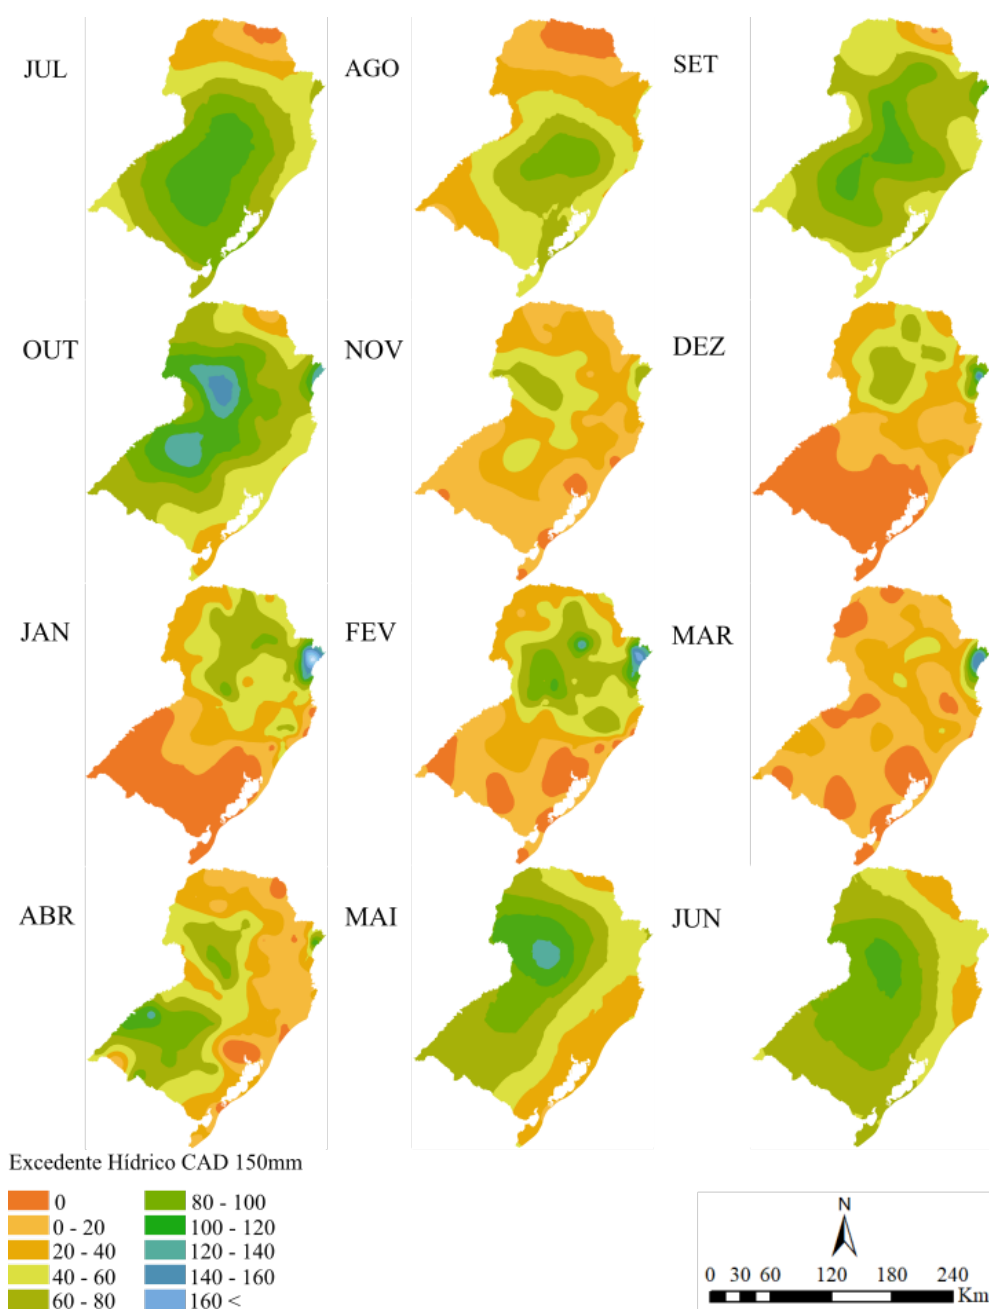 JUL
AGO
SET
OUT
NOV
DEZ
JAN
FEV
MAR
ABR
MAI
JUN
Excedente Hídrico CAD 150mm
0
0 - 20
20 - 40
40 - 60
60 - 80
80 - 100
100 - 120
120 - 140
140 - 160
160 <
N
0 30 60 120 180 240
Km